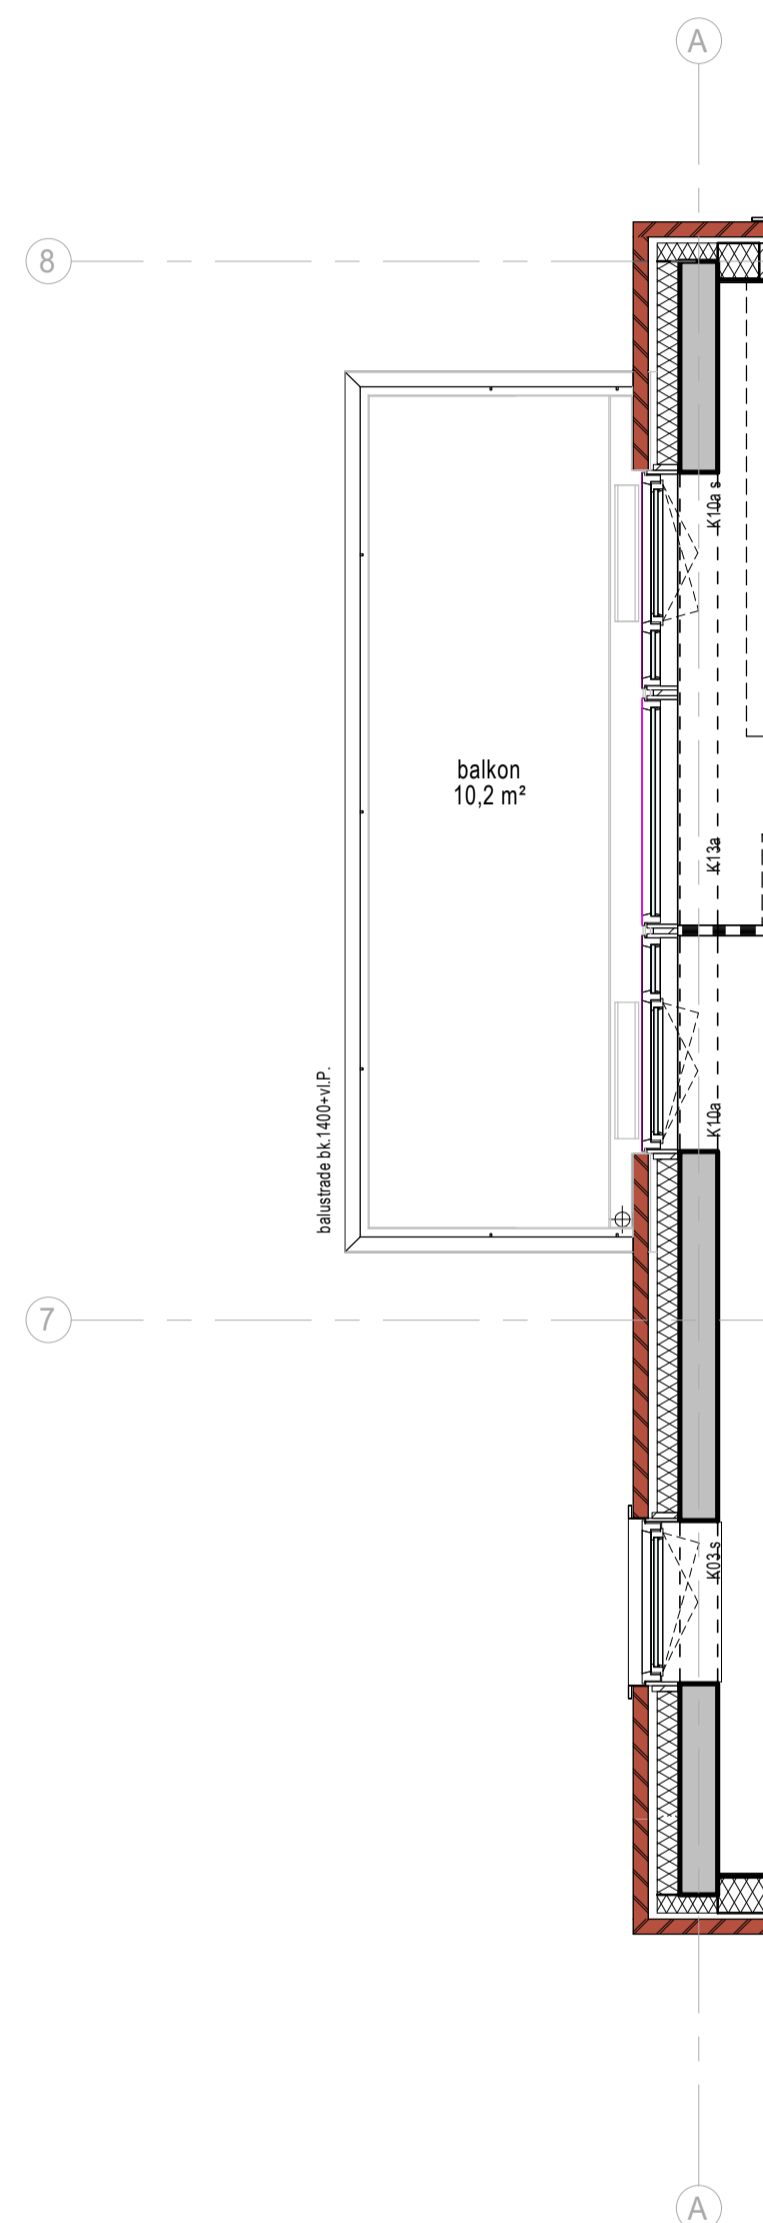 A
8
K10a s
balkon
10,2 m²
K13a
balustrade bk.1400+vl.P.
K10a
7
K03 s
A